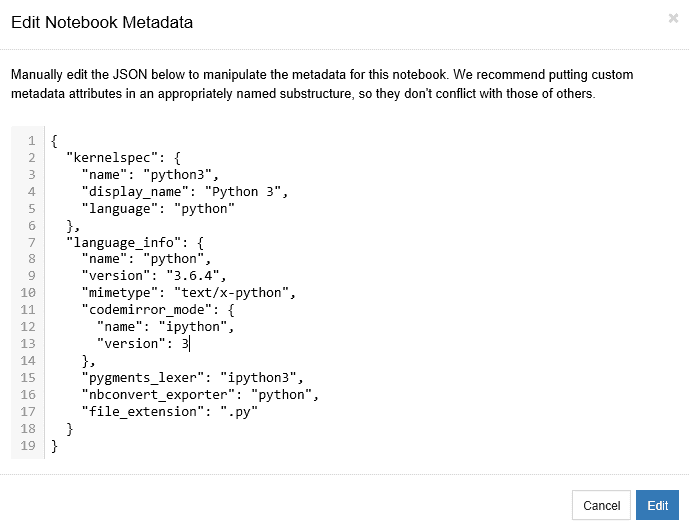 Edit Notebook Metadata
×
Manually edit the JSON below to manipulate the metadata for this notebook. We recommend putting custom
metadata attributes in an appropriately named substructure, so they don't conflict with those of others.
1 {
2   "kernelspec": {
3     "name": "python3",
4     "display_name": "Python 3",
5     "language": "python"
6   },
7   "language_info": {
8     "name": "python",
9     "version": "3.6.4",
10     "mimetype": "text/x-python",
11     "codemirror_mode": {
12       "name": "ipython",
13       "version": 3
14     },
15     "pygments_lexer": "ipython3",
16     "nbconvert_exporter": "python",
17     "file_extension": ".py"
18   }
19 }
Cancel Edit